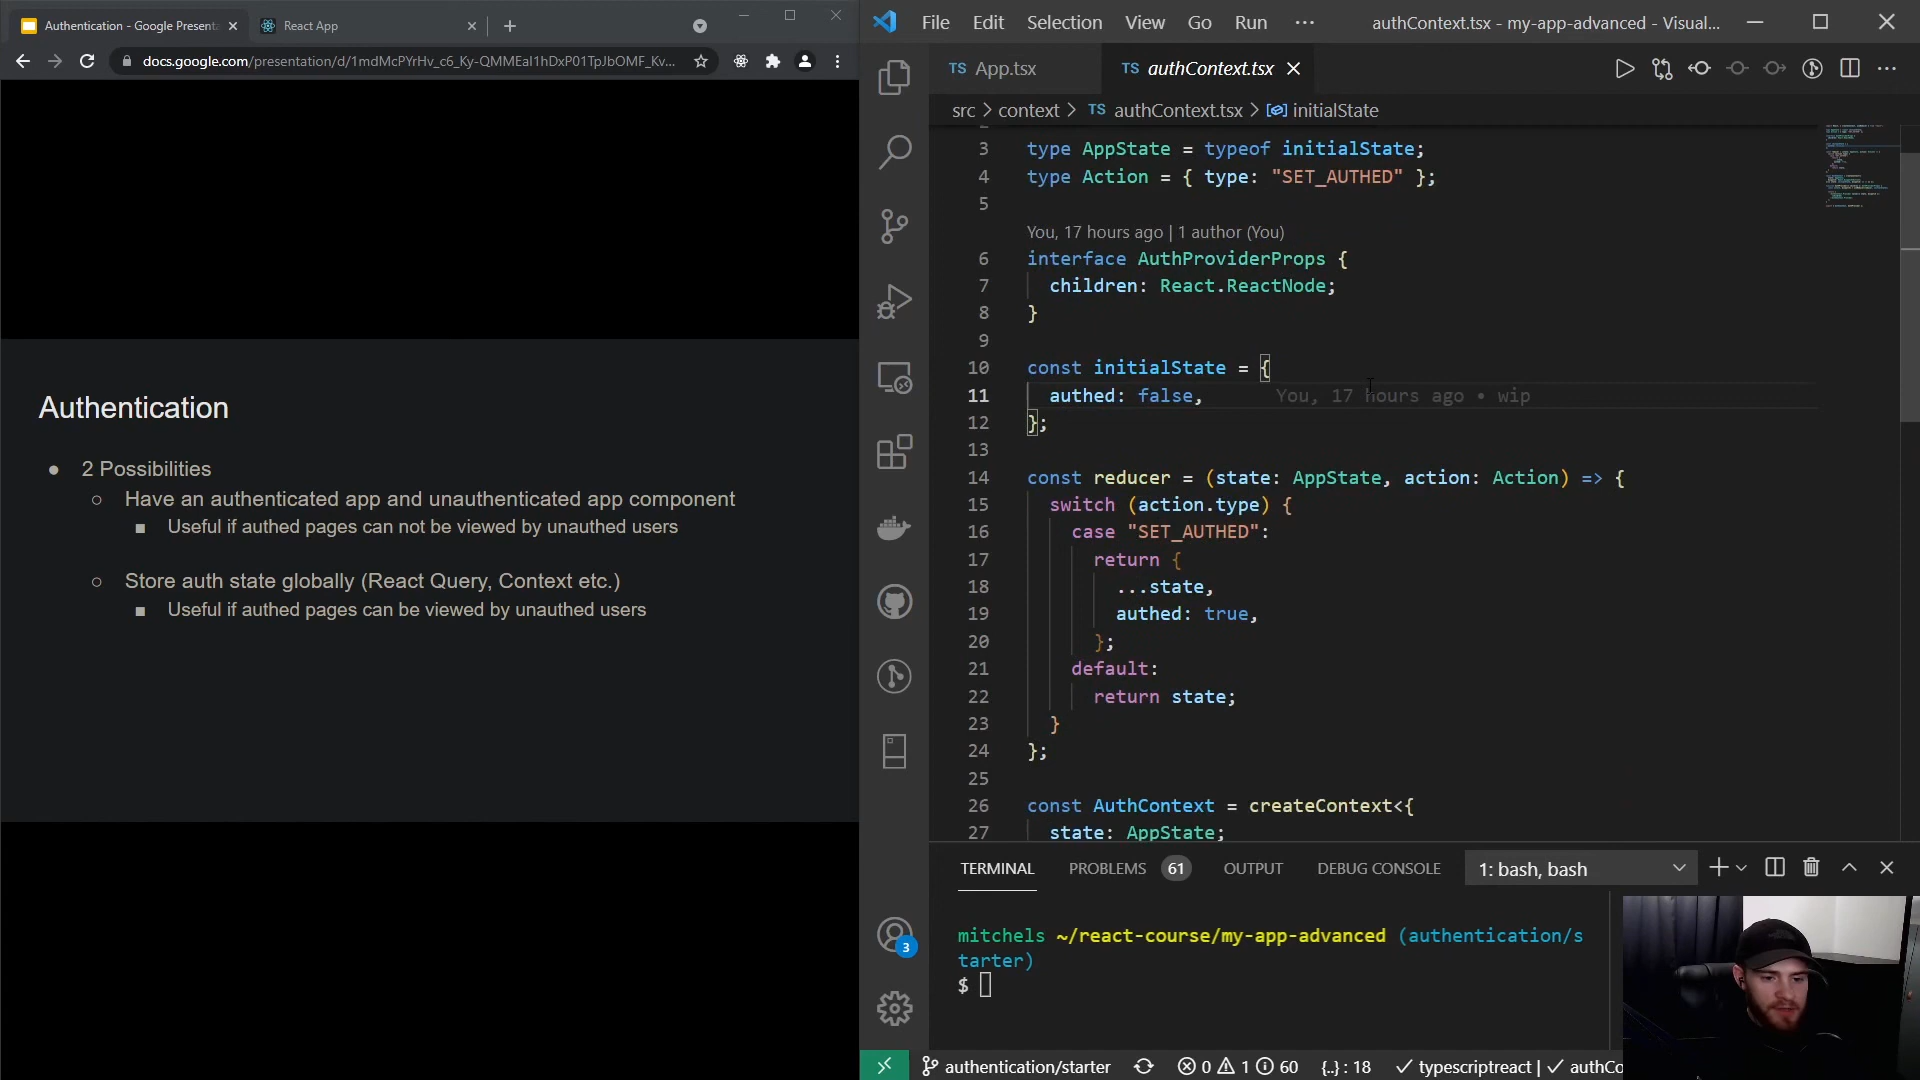 Authentication - Google Presenta
React App
docs.google.com/presentation/d/1mdMcPYrHv_c6_Ky-QMMEaI1hDxP01TpJbOMF_Kv...
Authentication
● 2 Possibilities
○ Have an authenticated app and unauthenticated app component
■ Useful if authed pages can not be viewed by unauthed users
○ Store auth state globally (React Query, Context etc.)
■ Useful if authed pages can be viewed by unauthed users
File Edit Selection View Go Run ··· authContext.tsx - my-app-advanced - Visual...
TS App.tsx TS authContext.tsx
src > context > TS authContext.tsx > initialState
3 type AppState = typeof initialState;
4 type Action = { type: "SET_AUTHED" };
5
You, 17 hours ago | 1 author (You)
6 interface AuthProviderProps {
7 children: React.ReactNode;
8 }
9
10 const initialState = {
11 authed: false, You, 17 hours ago • wip
12 };
13
14 const reducer = (state: AppState, action: Action) => {
15 switch (action.type) {
16 case "SET_AUTHED":
17 return {
18 ...state,
19 authed: true,
20 };
21 default:
22 return state;
23 }
24 };
25
26 const AuthContext = createContext<{
27 state: AppState;
TERMINAL PROBLEMS 61 OUTPUT DEBUG CONSOLE 1: bash, bash
mitchels ~/react-course/my-app-advanced (authentication/s
tarter)
$
3
authentication/starter 0 1 60 {..} : 18 ✓ typescriptreact | ✓ authCo